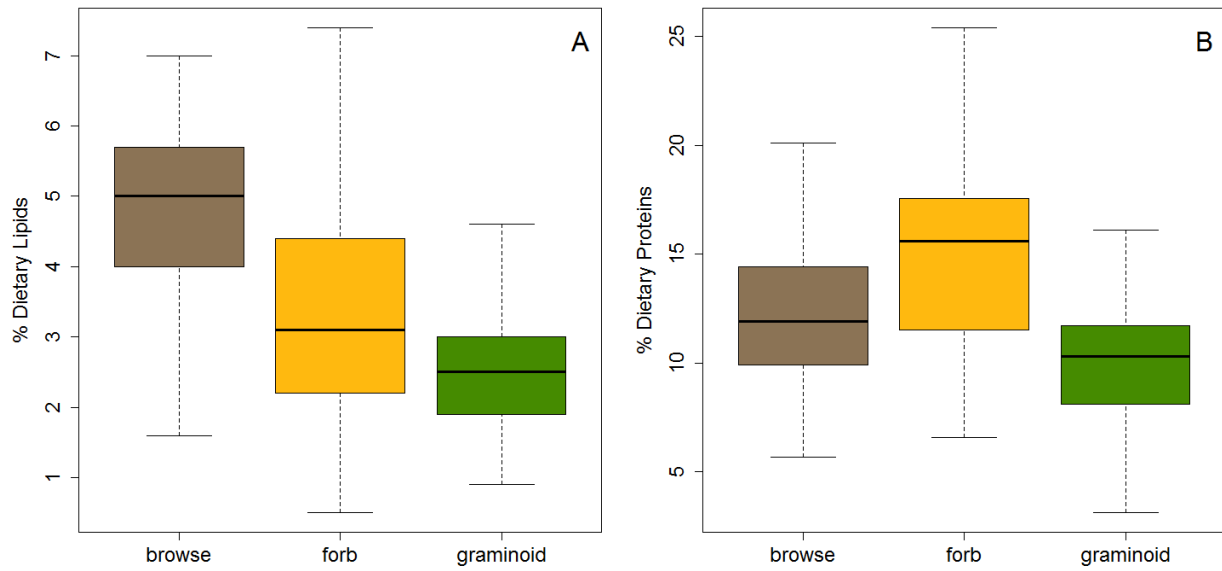 A
% Dietary Lipids
7
6
5
4
3
2
1
browse forb graminoid
B
% Dietary Proteins
25
20
15
10
5
browse forb graminoid